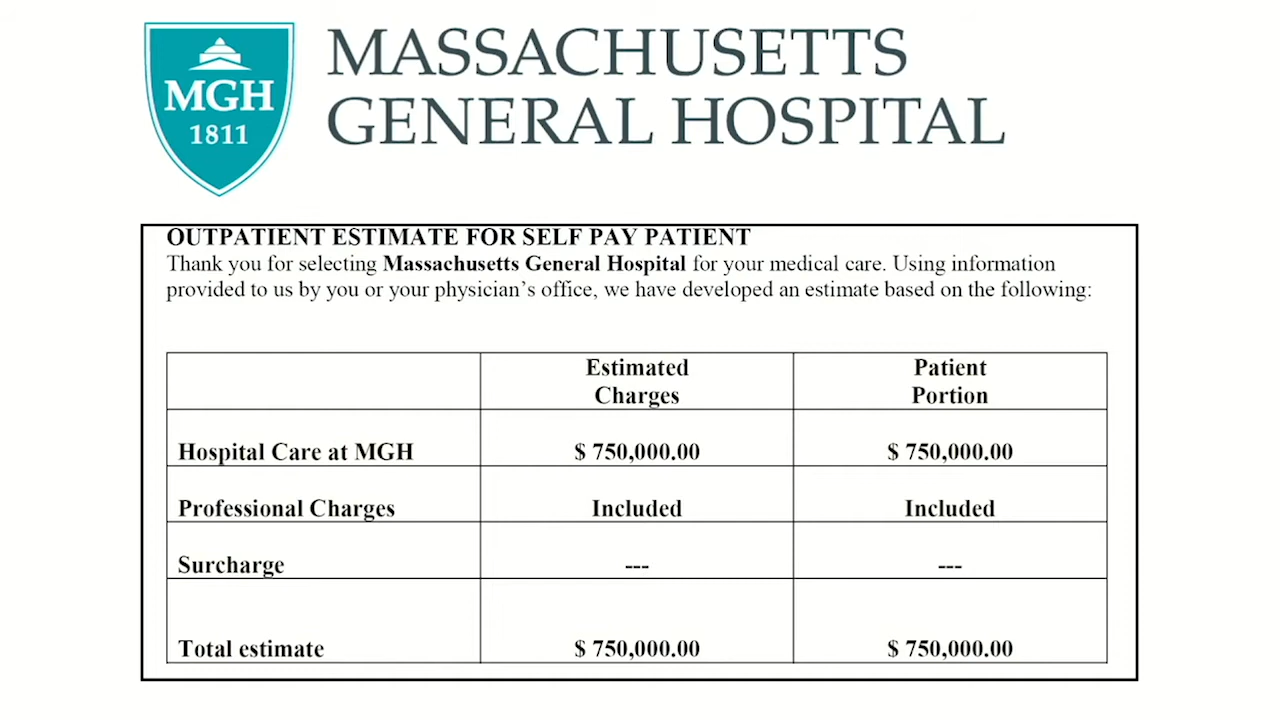 MGH
1811
MASSACHUSETTS
GENERAL HOSPITAL
OUTPATIENT ESTIMATE FOR SELF PAY PATIENT
Thank you for selecting Massachusetts General Hospital for your medical care. Using information
provided to us by you or your physician’s office, we have developed an estimate based on the following:
Estimated Charges Patient Portion
Hospital Care at MGH $ 750,000.00 $ 750,000.00
Professional Charges Included Included
Surcharge --- ---
Total estimate $ 750,000.00 $ 750,000.00